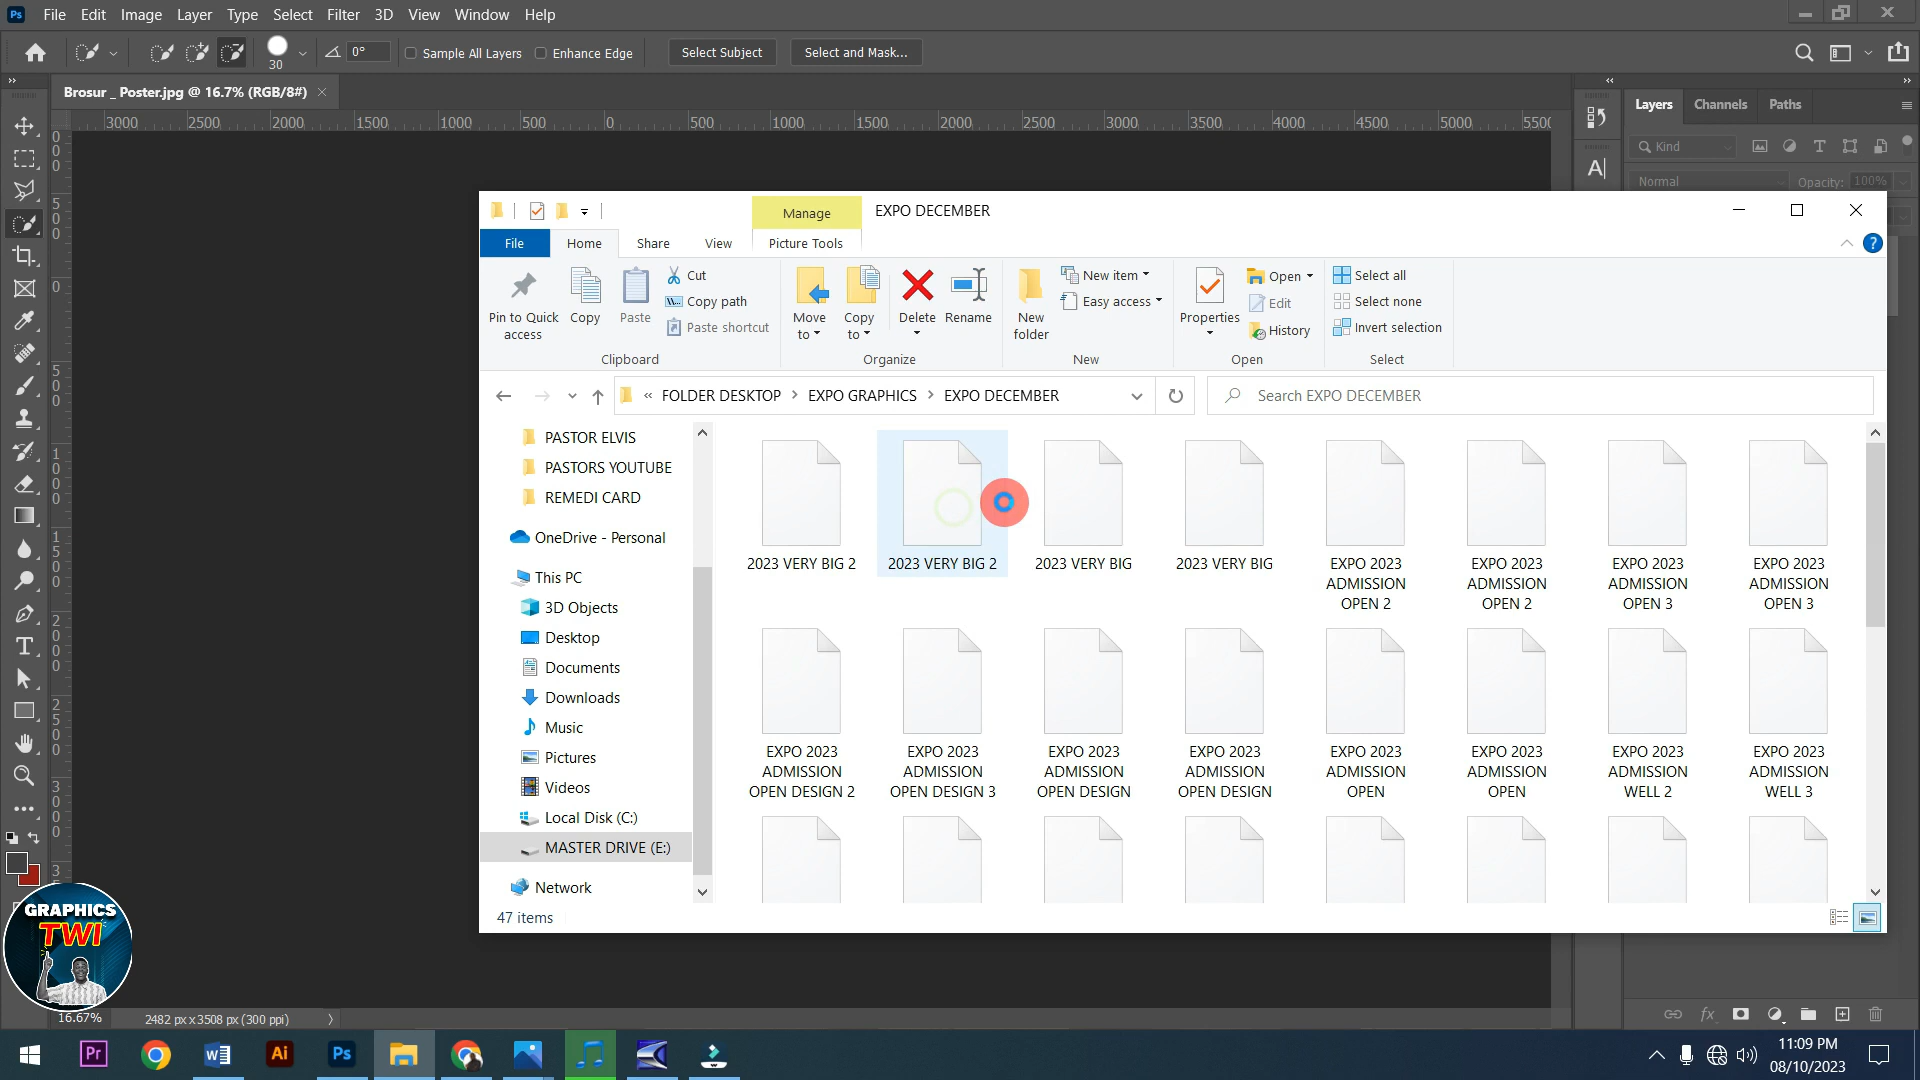 Ps File Edit Image Layer Type Select Filter 3D View Window Help
30 0° Sample All Layers Enhance Edge Select Subject Select and Mask...
Brosur _ Poster.jpg @ 16.7% (RGB/8#) ×
3000 2500 2000 1500 1000 500 0 500 1000 1500 2000 2500 3000 3500 4000 4500 5000 5500
Layers Channels Paths
Kind
Normal Opacity: 100%
Manage EXPO DECEMBER
File Home Share View Picture Tools
Pin to Quick access
Copy
Paste
Cut
Copy path
Paste shortcut
Clipboard
Move to
Copy to
Delete
Rename
Organize
New folder
New item
Easy access
New
Properties
Open
Edit
History
Open
Select all
Select none
Invert selection
Select
« FOLDER DESKTOP > EXPO GRAPHICS > EXPO DECEMBER
Search EXPO DECEMBER
PASTOR ELVIS
PASTORS YOUTUBE
REMEDI CARD
OneDrive - Personal
This PC
3D Objects
Desktop
Documents
Downloads
Music
Pictures
Videos
Local Disk (C:)
MASTER DRIVE (E:)
Network
2023 VERY BIG 2
2023 VERY BIG 2
2023 VERY BIG
2023 VERY BIG
EXPO 2023 ADMISSION OPEN 2
EXPO 2023 ADMISSION OPEN 2
EXPO 2023 ADMISSION OPEN 3
EXPO 2023 ADMISSION OPEN 3
EXPO 2023 ADMISSION OPEN DESIGN 2
EXPO 2023 ADMISSION OPEN DESIGN 3
EXPO 2023 ADMISSION OPEN DESIGN
EXPO 2023 ADMISSION OPEN DESIGN
EXPO 2023 ADMISSION OPEN
EXPO 2023 ADMISSION OPEN
EXPO 2023 ADMISSION WELL 2
EXPO 2023 ADMISSION WELL 3
47 items
GRAPHICS
TWI
16.67% 2482 px x 3508 px (300 ppi)
Pr Ai Ps
11:09 PM
08/10/2023